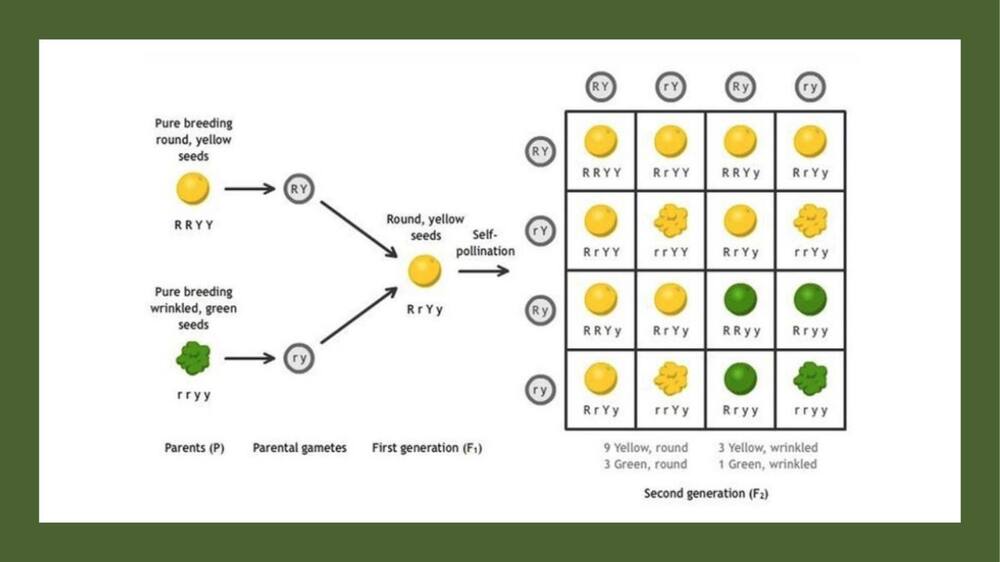 Pure breeding
round, yellow
seeds
R R Y Y
RY
Pure breeding
wrinkled, green
seeds
r r y y
ry
Round, yellow
seeds
R r Y y
Self-
pollination
Parents (P)
Parental gametes
First generation (F₁)
RY rY Ry ry
RY
R R Y Y R r Y Y R R Y y R r Y y
rY
R r Y Y r r Y Y R r Y y r r Y y
Ry
R R Y y R r Y y R R y y R r y y
ry
R r Y y r r Y y R r y y r r y y
9 Yellow, round 3 Yellow, wrinkled
3 Green, round 1 Green, wrinkled
Second generation (F₂)